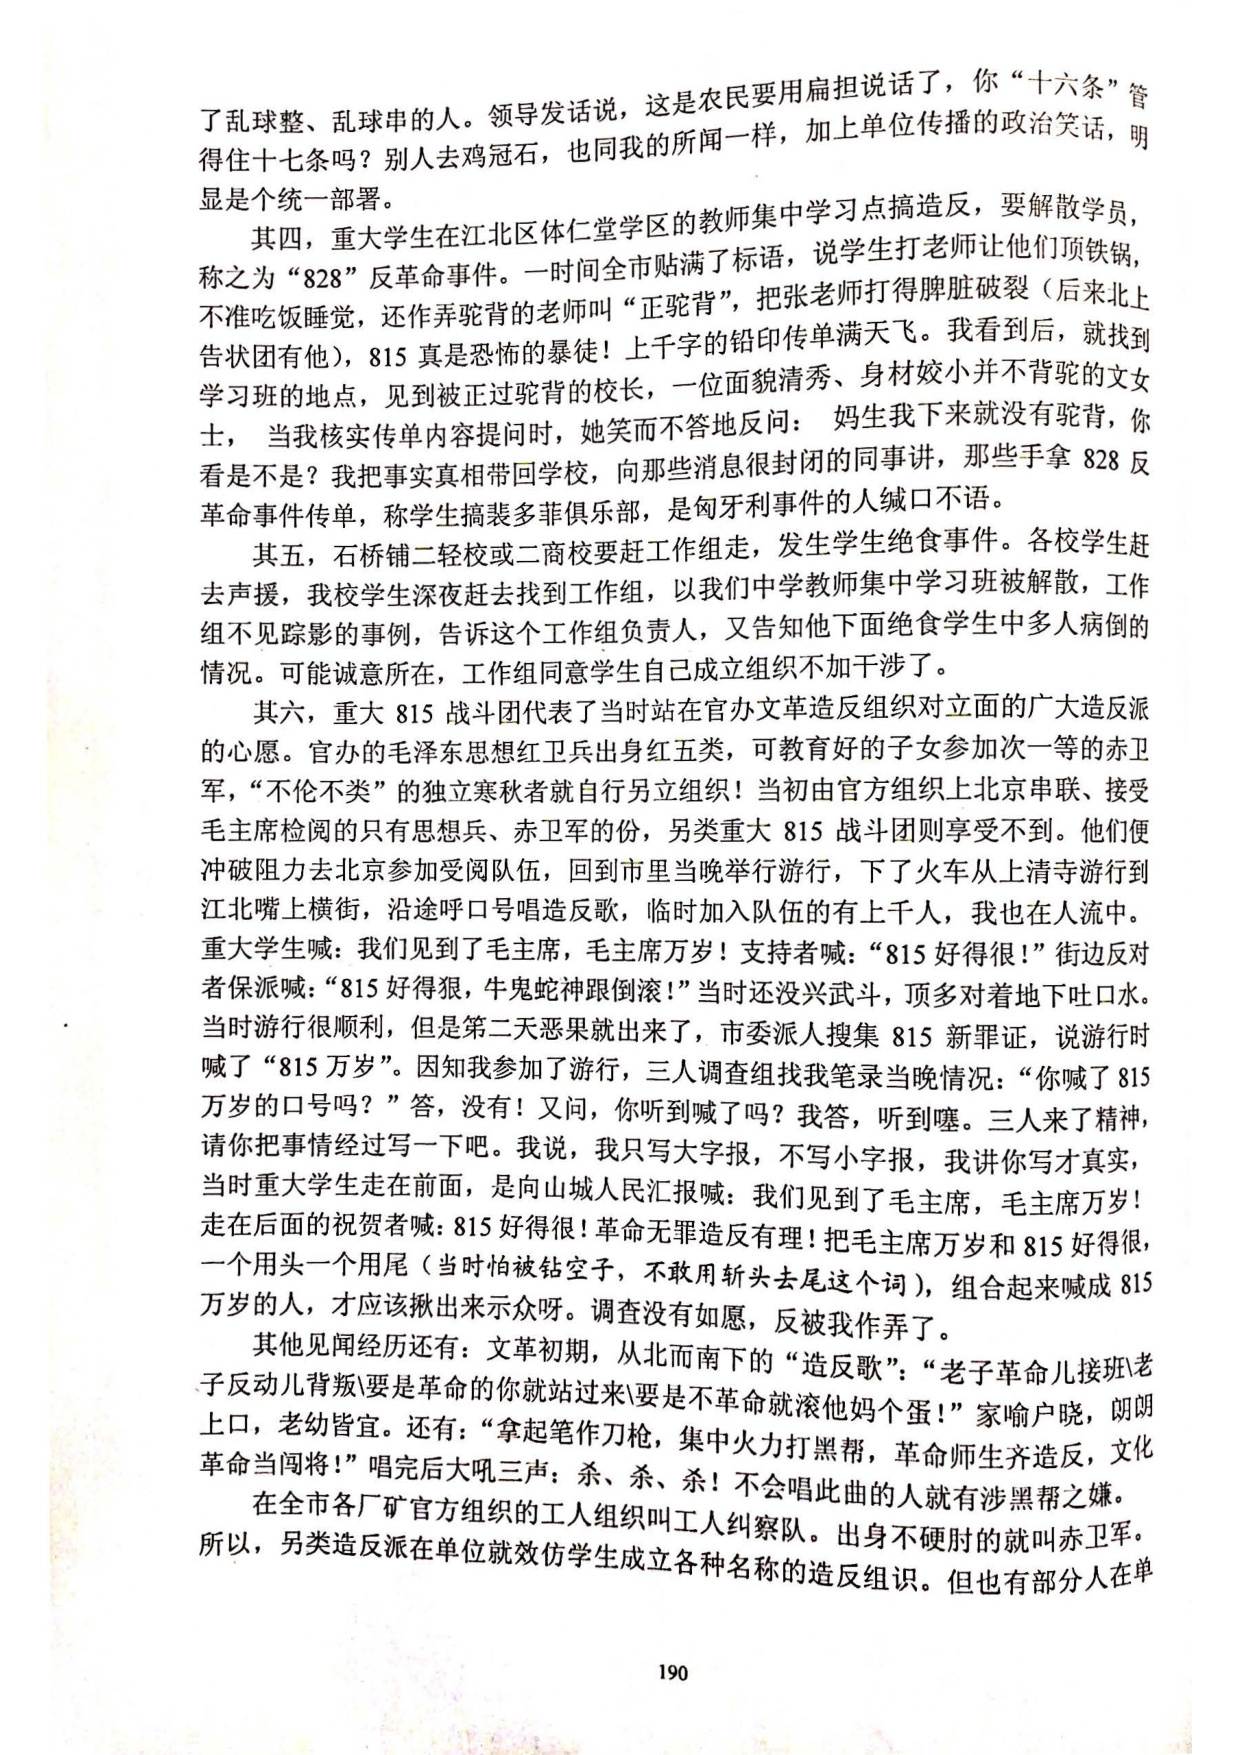 了乱球整、乱球串的人。领导发话说，这是农民要用扁担说话了，你“十六条”管
得住十七条吗？别人去鸡冠石，也同我的所闻一样，加上单位传播的政治笑话，明
显是个统一部署。
其四，重大学生在江北区体仁堂学区的教师集中学习点搞造反，要解散学员，
称之为“828”反革命事件。一时间全市贴满了标语，说学生打老师让他们顶铁锅，
不准吃饭睡觉，还作弄驼背的老师叫“正驼背”，把张老师打得脾脏破裂（后来北上
告状团有他），815 真是恐怖的暴徒！上千字的铅印传单满天飞。我看到后，就找到
学习班的地点，见到被正过驼背的校长，一位面貌清秀、身材姣小并不背驼的文女
士， 当我核实传单内容提问时，她笑而不答地反问： 妈生我下来就没有驼背，你
看是不是？我把事实真相带回学校，向那些消息很封闭的同事讲，那些手拿 828 反
革命事件传单，称学生搞裴多菲俱乐部，是匈牙利事件的人缄口不语。
其五，石桥铺二轻校或二商校要赶工作组走，发生学生绝食事件。各校学生赶
去声援，我校学生深夜赶去找到工作组，以我们中学教师集中学习班被解散，工作
组不见踪影的事例，告诉这个工作组负责人，又告知他下面绝食学生中多人病倒的
情况。可能诚意所在，工作组同意学生自己成立组织不加干涉了。
其六，重大 815 战斗团代表了当时站在官办文革造反组织对立面的广大造反派
的心愿。官办的毛泽东思想红卫兵出身红五类，可教育好的子女参加次一等的赤卫
军，“不伦不类”的独立寒秋者就自行另立组织！当初由官方组织上北京串联、接受
毛主席检阅的只有思想兵、赤卫军的份，另类重大 815 战斗团则享受不到。他们便
冲破阻力去北京参加受阅队伍，回到市里当晚举行游行，下了火车从上清寺游行到
江北嘴上横街，沿途呼口号唱造反歌，临时加入队伍的有上千人，我也在人流中。
重大学生喊：我们见到了毛主席，毛主席万岁！支持者喊：“815 好得很！”街边反对
者保派喊：“815 好得狠，牛鬼蛇神跟倒滚！”当时还没兴武斗，顶多对着地下吐口水。
当时游行很顺利，但是第二天恶果就出来了，市委派人搜集 815 新罪证，说游行时
喊了“815 万岁”。因知我参加了游行，三人调查组找我笔录当晚情况：“你喊了 815
万岁的口号吗？”答，没有！又问，你听到喊了吗？我答，听到噻。三人来了精神，
请你把事情经过写一下吧。我说，我只写大字报，不写小字报，我讲你写才真实，
当时重大学生走在前面，是向山城人民汇报喊：我们见到了毛主席，毛主席万岁！
走在后面的祝贺者喊：815 好得很！革命无罪造反有理！把毛主席万岁和 815 好得很，
一个用头一个用尾（当时怕被钻空子，不敢用斩头去尾这个词），组合起来喊成 815
万岁的人，才应该揪出来示众呀。调查没有如愿，反被我作弄了。
其他见闻经历还有：文革初期，从北而南下的“造反歌”：“老子革命儿接班\老
子反动儿背叛\要是革命的你就站过来\要是不革命就滚他妈个蛋！”家喻户晓，朗朗
上口，老幼皆宜。还有：“拿起笔作刀枪，集中火力打黑帮，革命师生齐造反，文化
革命当闯将！”唱完后大吼三声：杀、杀、杀！不会唱此曲的人就有涉黑帮之嫌。
在全市各厂矿官方组织的工人组织叫工人纠察队。出身不硬肘的就叫赤卫军。
所以，另类造反派在单位就效仿学生成立各种名称的造反组识。但也有部分人在单
190